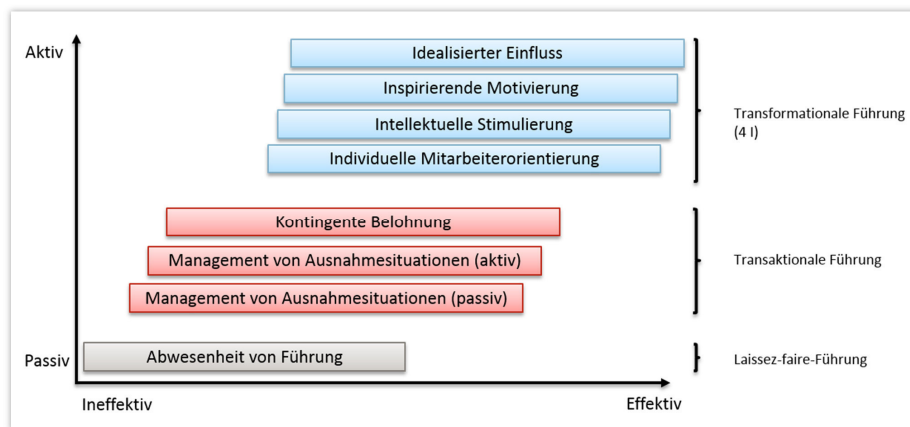 Aktiv
Idealisierter Einfluss
Inspirierende Motivierung
Intellektuelle Stimulierung
Individuelle Mitarbeiterorientierung
Transformationale Führung
(4 I)
Kontingente Belohnung
Management von Ausnahmesituationen (aktiv)
Management von Ausnahmesituationen (passiv)
Transaktionale Führung
Passiv
Abwesenheit von Führung
Laissez-faire-Führung
Ineffektiv
Effektiv